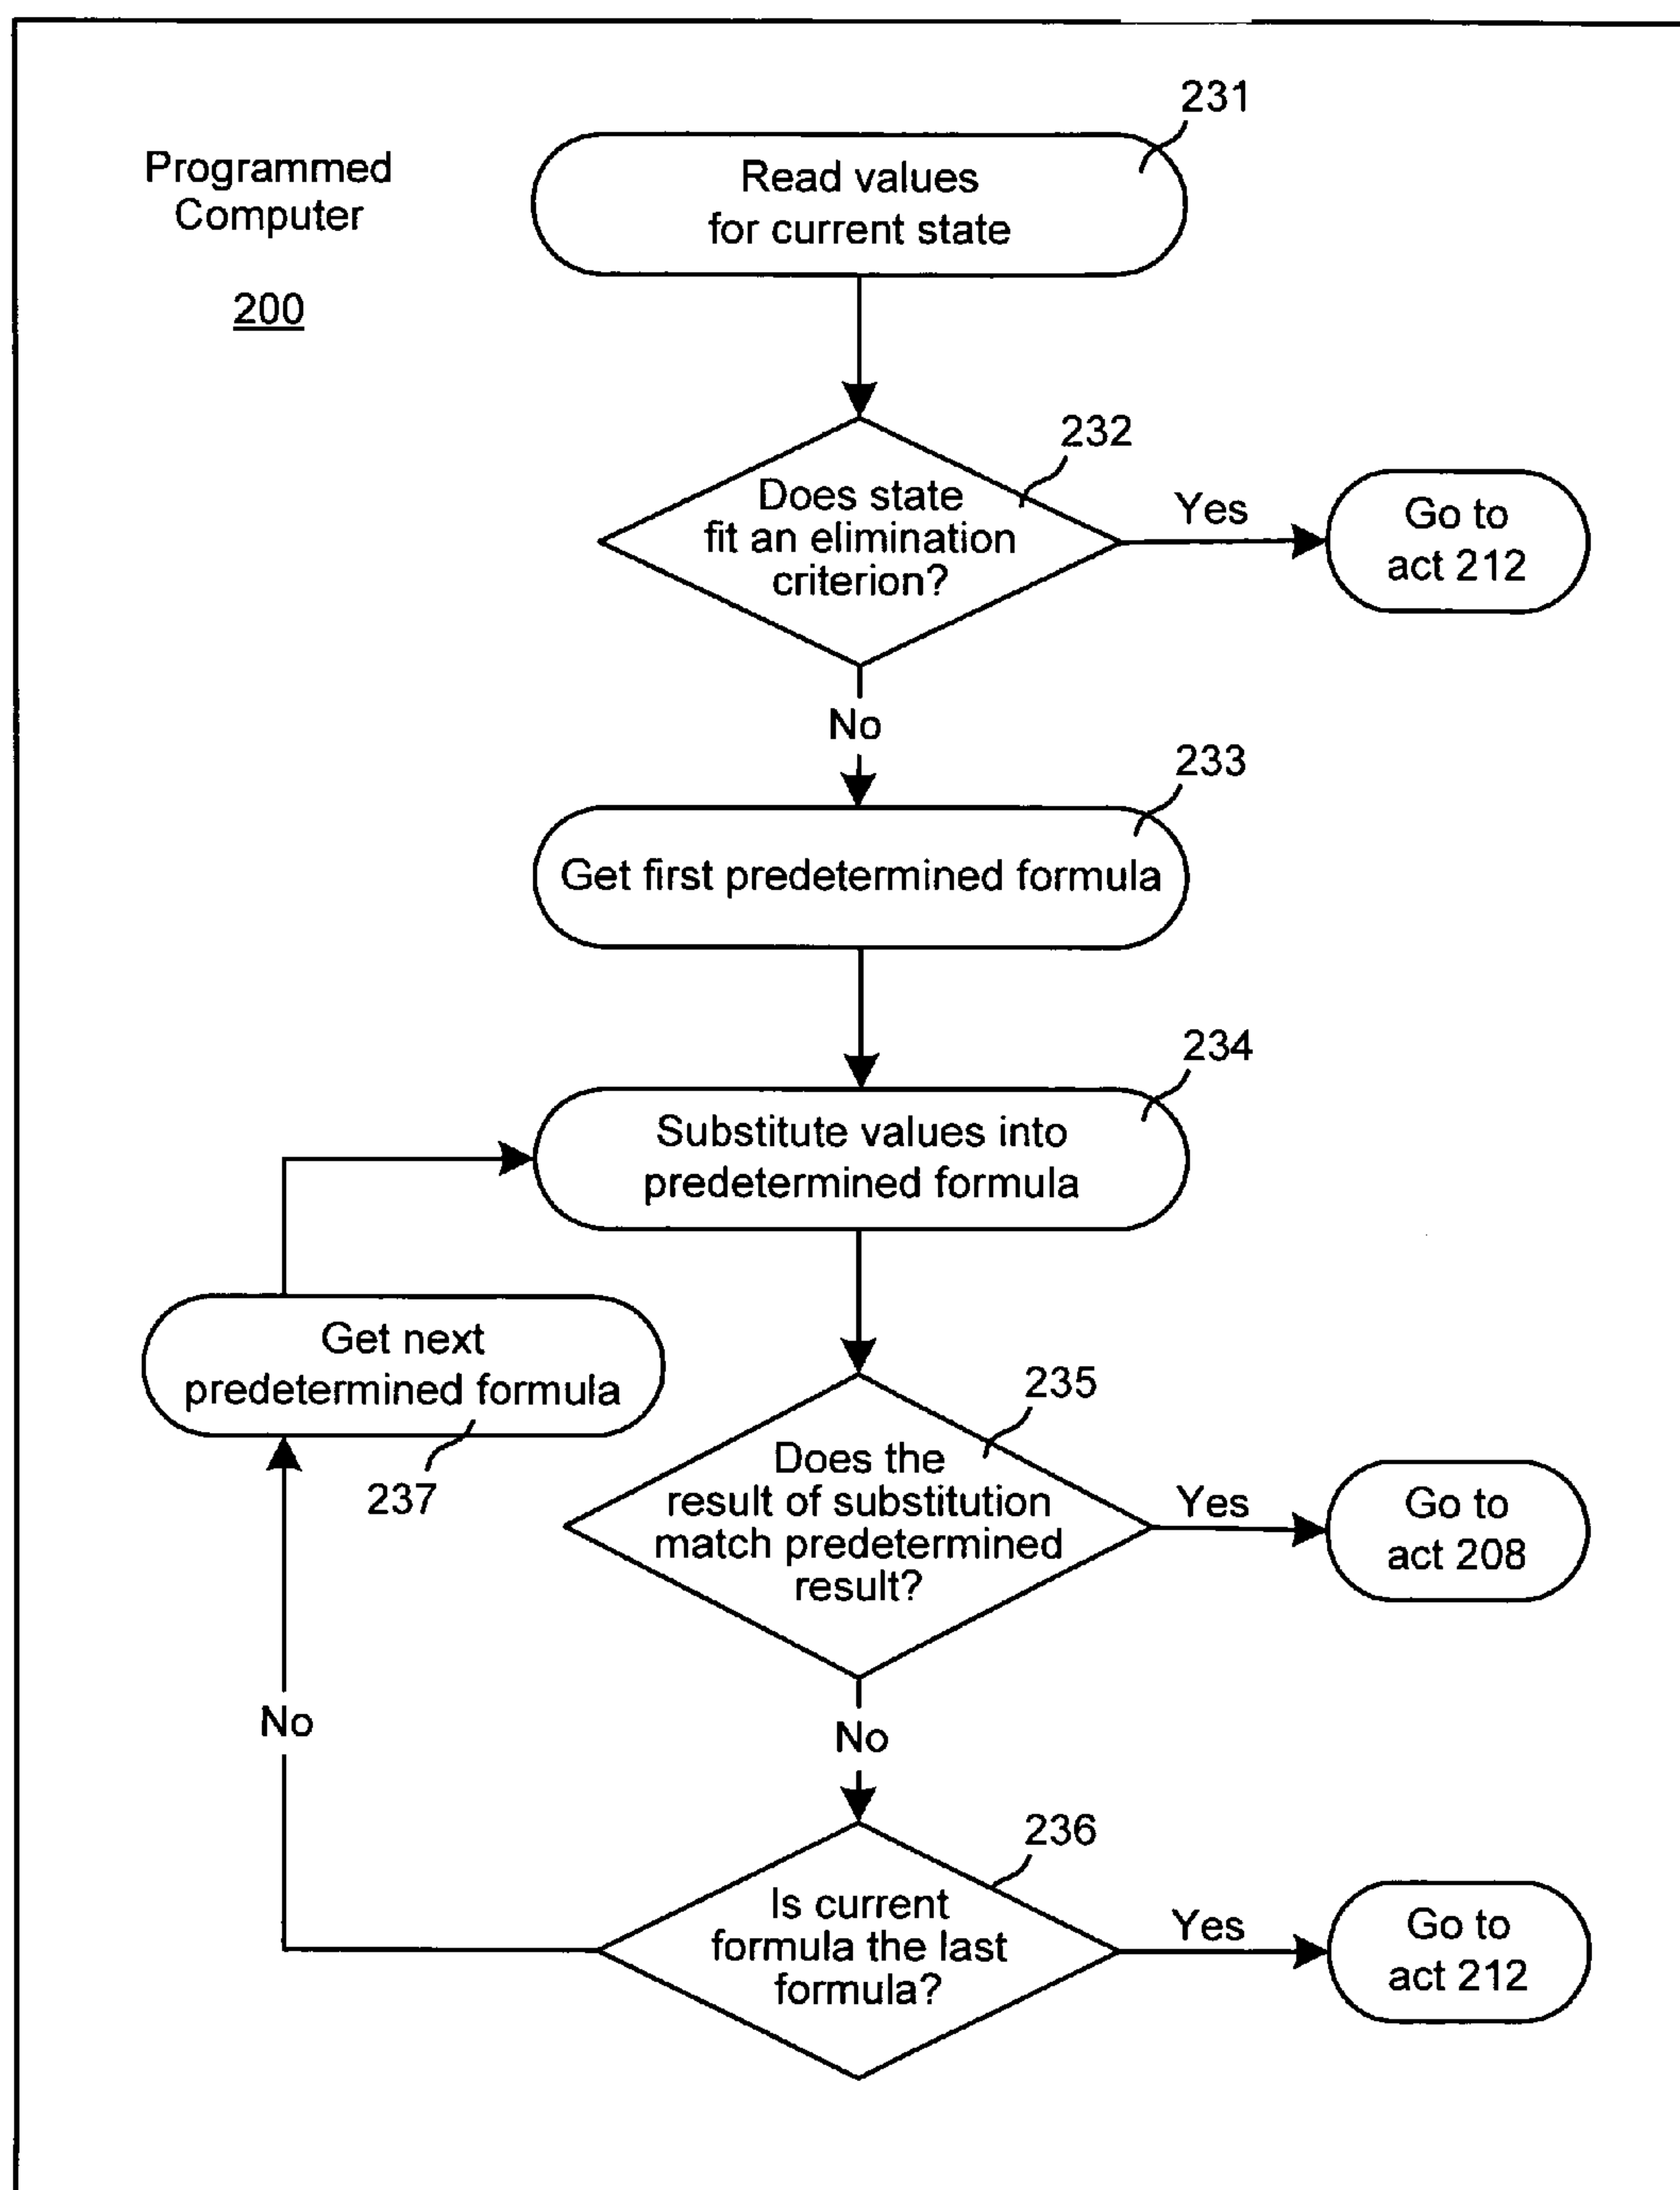 231
Programmed
Computer
200
Read values
for current state
232
Does state
fit an elimination
criterion?
Yes
Go to
act 212
No
233
Get first predetermined formula
234
Substitute values into
predetermined formula
Get next
predetermined formula
237
235
Does the
result of substitution
match predetermined
result?
Yes
Go to
act 208
No
No
236
Is current
formula the last
formula?
Yes
Go to
act 212